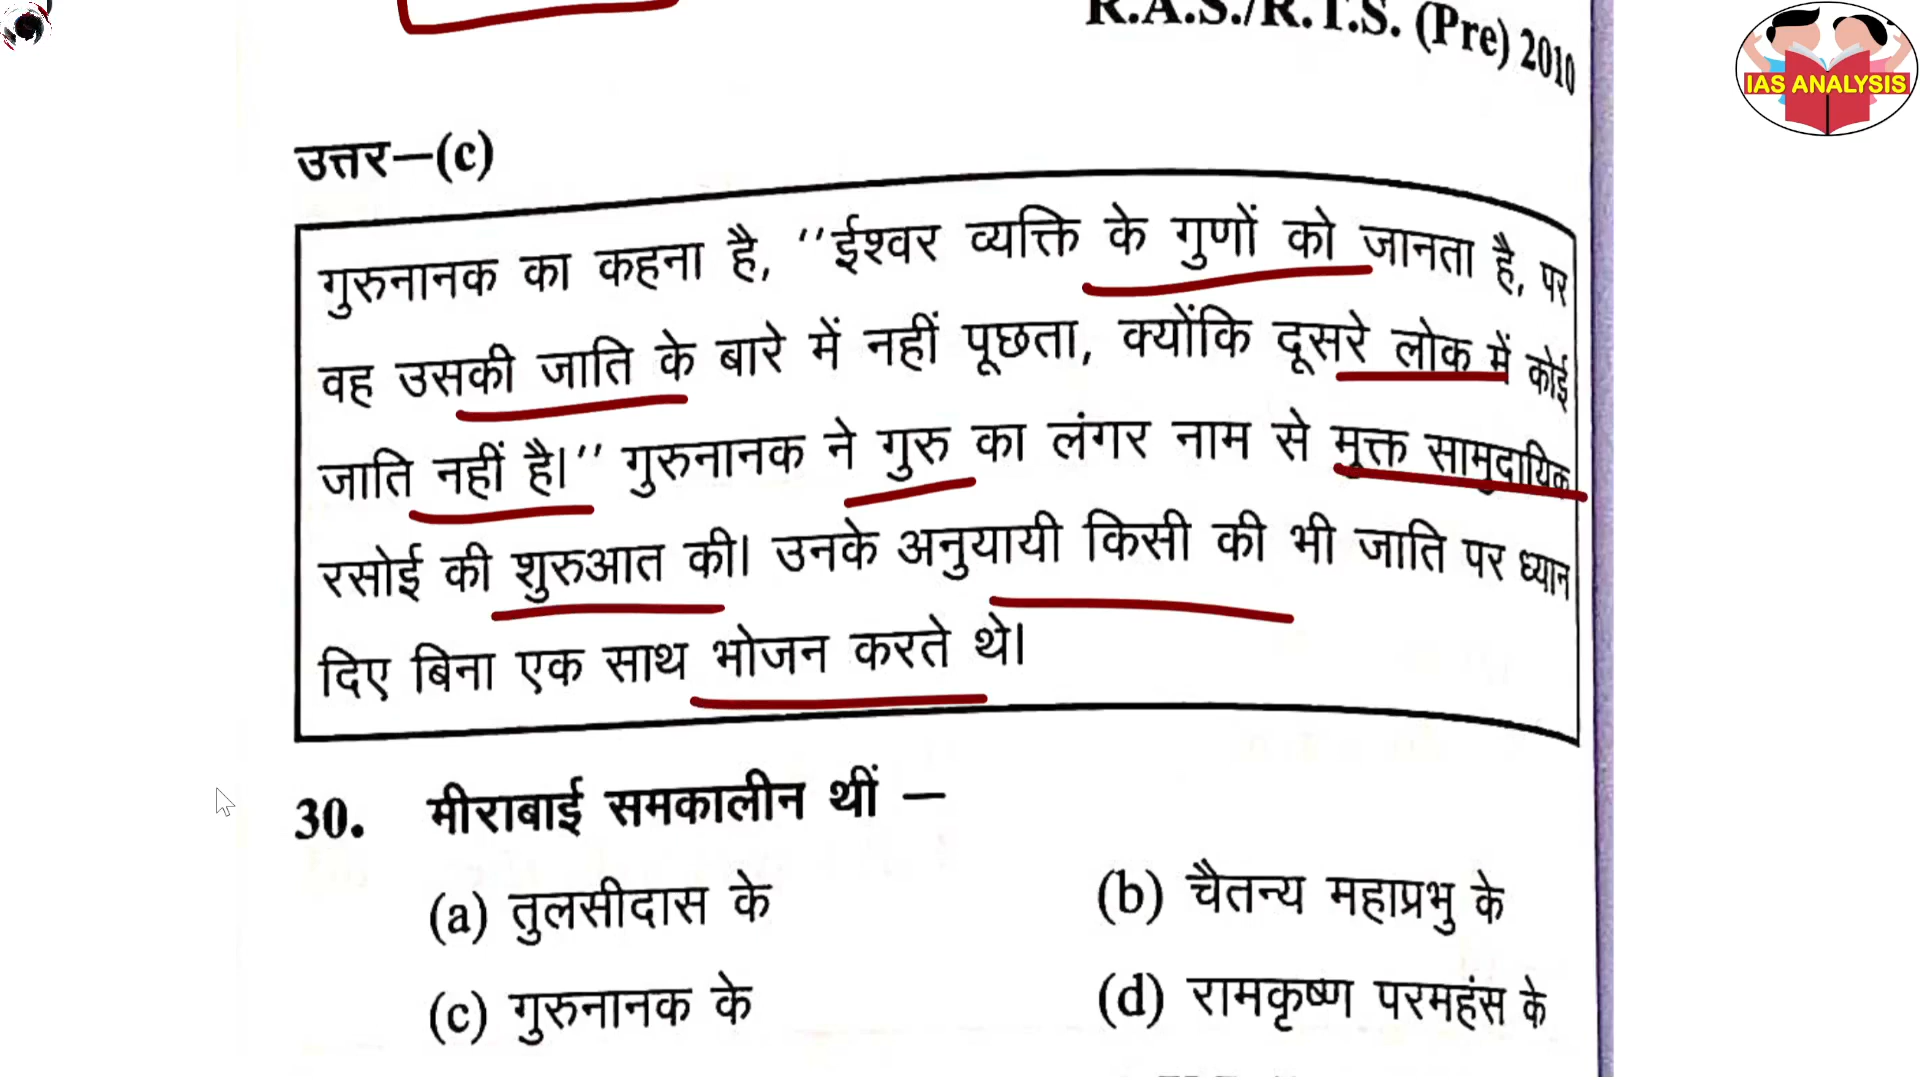 R.A.S./R.T.S. (Pre) 2010
IAS ANALYSIS
उत्तर—(c)
गुरुनानक का कहना है, ‘‘ईश्वर व्यक्ति के गुणों को जानता है, पर
वह उसकी जाति के बारे में नहीं पूछता, क्योंकि दूसरे लोक में कोई
जाति नहीं है।’’ गुरुनानक ने गुरु का लंगर नाम से मुक्त सामुदायिक
रसोई की शुरुआत की। उनके अनुयायी किसी की भी जाति पर ध्यान
दिए बिना एक साथ भोजन करते थे।
30. मीराबाई समकालीन थीं —
(a) तुलसीदास के (b) चैतन्य महाप्रभु के
(c) गुरुनानक के (d) रामकृष्ण परमहंस के